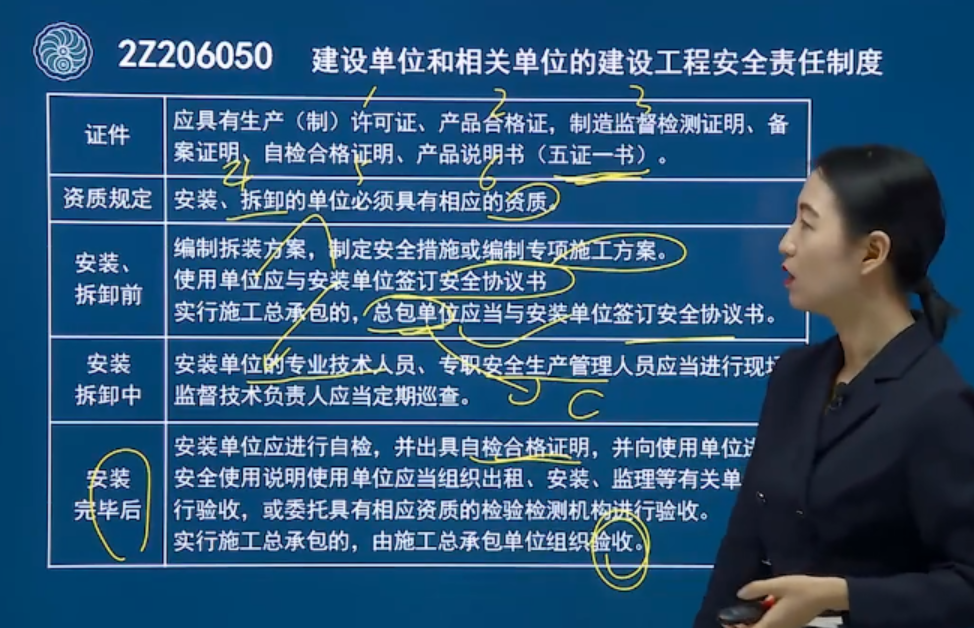 2Z206050 建设单位和相关单位的建设工程安全责任制度
证件
应具有生产（制）许可证、产品合格证，制造监督检测证明、备
案证明、自检合格证明、产品说明书（五证一书）。
1 2 3
4 5 6
资质规定
安装、拆卸的单位必须具有相应的资质。
安装、
拆卸前
编制拆装方案，制定安全措施或编制专项施工方案。
使用单位应与安装单位签订安全协议书
实行施工总承包的，总包单位应当与安装单位签订安全协议书。
安装
拆卸中
安装单位的专业技术人员、专职安全生产管理人员应当进行现场
监督技术负责人应当定期巡查。
C
安装
完毕后
安装单位应进行自检，并出具自检合格证明，并向使用单位
安全使用说明使用单位应当组织出租、安装、监理等有关单
行验收，或委托具有相应资质的检验检测机构进行验收。
实行施工总承包的，由施工总承包单位组织验收。